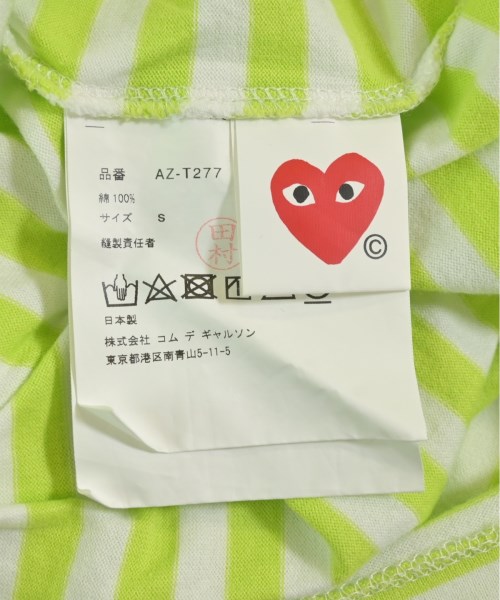 品番 AZ-T277
綿 100%
サイズ S
縫製責任者
田村
©
日本製
株式会社 コム デ ギャルソン
東京都港区南青山5-11-5